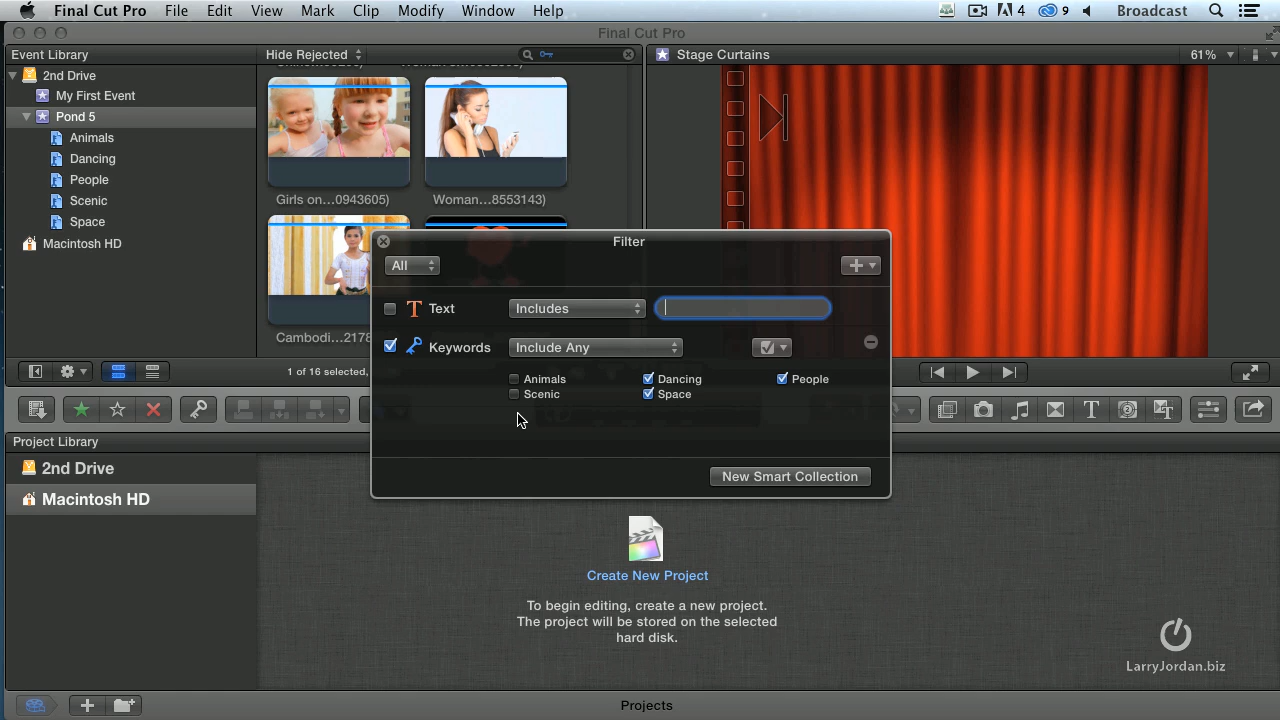 Final Cut Pro File Edit View Mark Clip Modify Window Help 4 9 Broadcast
Final Cut Pro
Event Library
Hide Rejected
Stage Curtains
61%
2nd Drive
My First Event
Pond 5
Animals
Dancing
People
Scenic
Space
Macintosh HD
Girls on...0943605)
Woman...8553143)
Cambodi...2178
1 of 16 selected,
Filter
All
Text
Includes
Keywords
Include Any
Animals
Dancing
People
Scenic
Space
New Smart Collection
Project Library
2nd Drive
Macintosh HD
Create New Project
To begin editing, create a new project.
The project will be stored on the selected
hard disk.
LarryJordan.biz
Projects